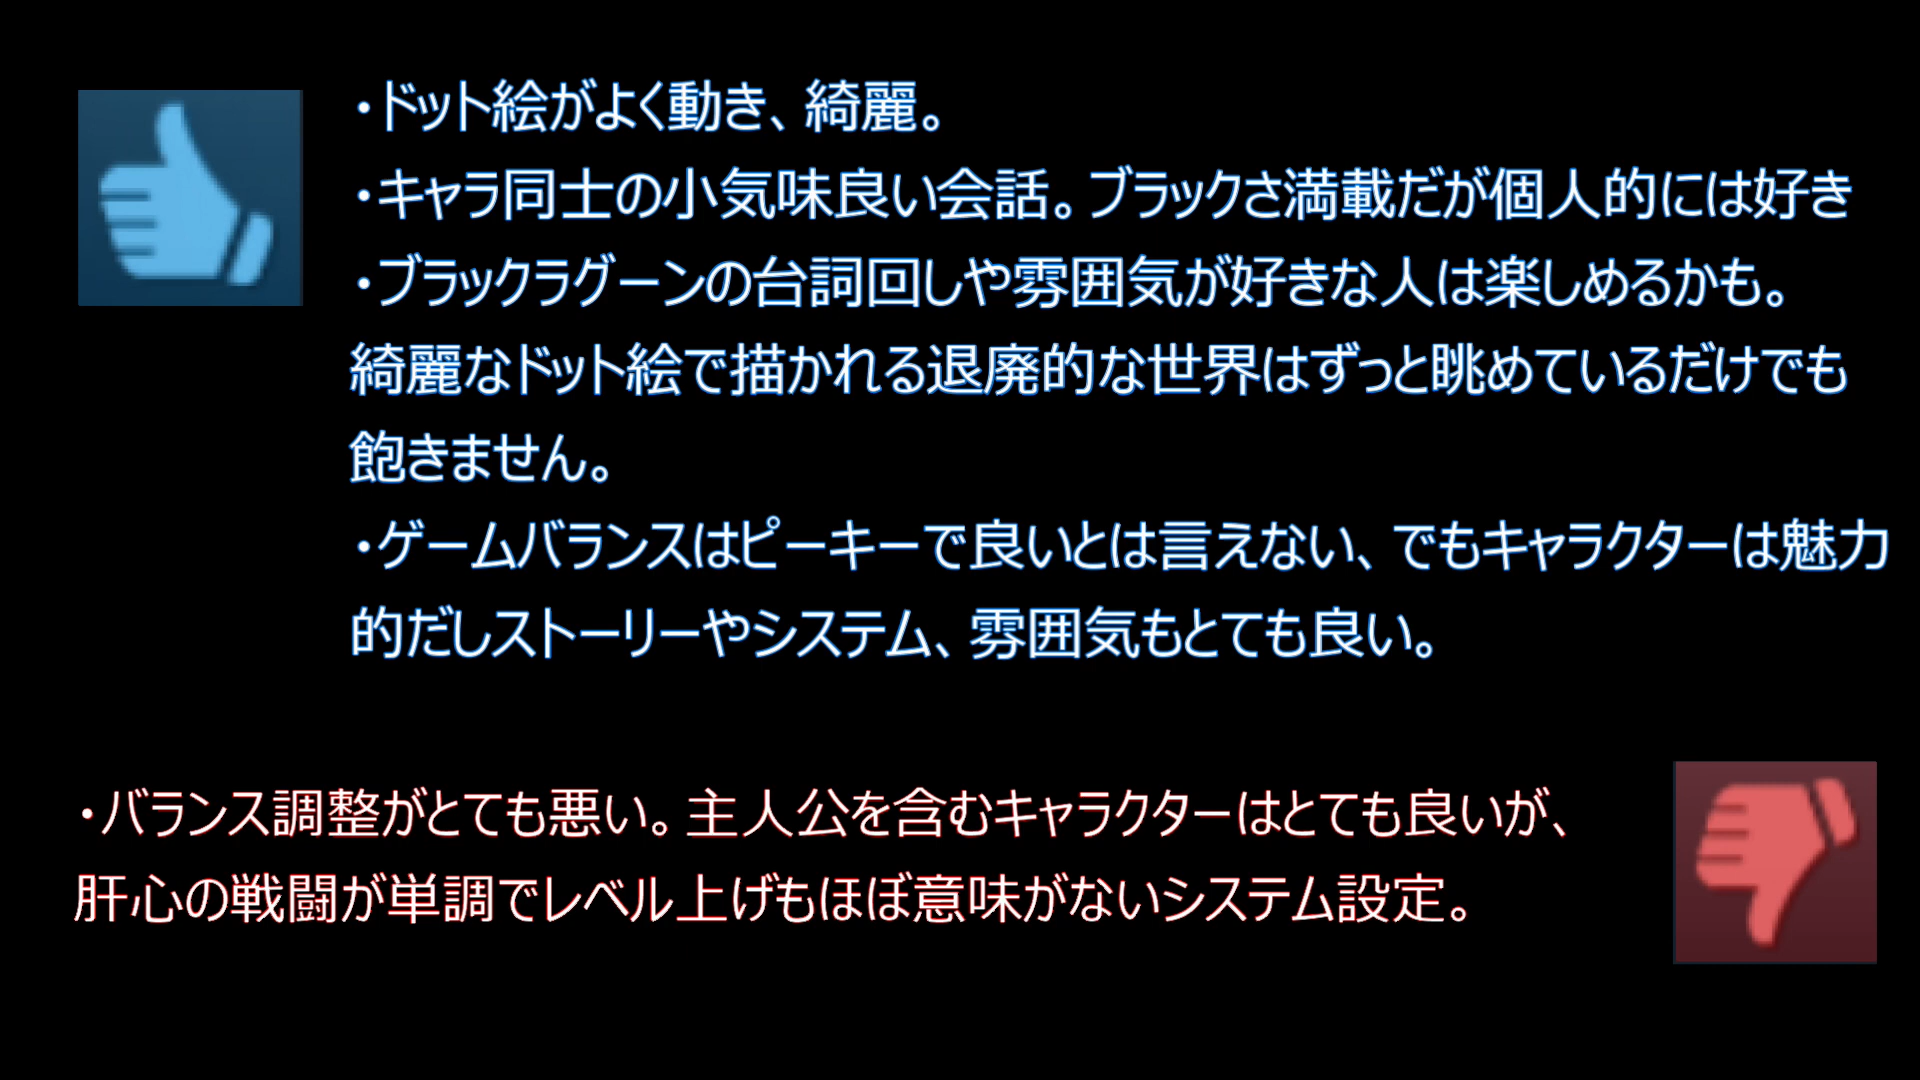 ・ドット絵がよく動き、綺麗。
・キャラ同士の小気味良い会話。ブラックさ満載だが個人的には好き
・ブラックラグーンの台詞回しや雰囲気が好きな人は楽しめるかも。
綺麗なドット絵で描かれる退廃的な世界はずっと眺めているだけでも
飽きません。
・ゲームバランスはピーキーで良いとは言えない、でもキャラクターは魅力
的だしストーリーやシステム、雰囲気もとても良い。
・バランス調整がとても悪い。主人公を含むキャラクターはとても良いが、
肝心の戦闘が単調でレベル上げもほぼ意味がないシステム設定。